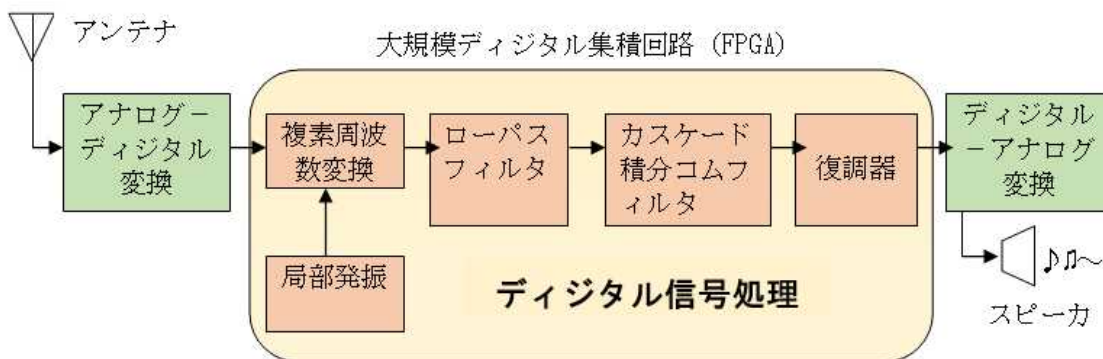 アンテナ
大規模ディジタル集積回路 (FPGA)
アナログ－
ディジタル
変換
複素周波
数変換
ローパス
フィルタ
カスケード
積分コムフ
ィルタ
復調器
ディジタル
－アナログ
変換
局部発振
ディジタル信号処理
♪♫～
スピーカ